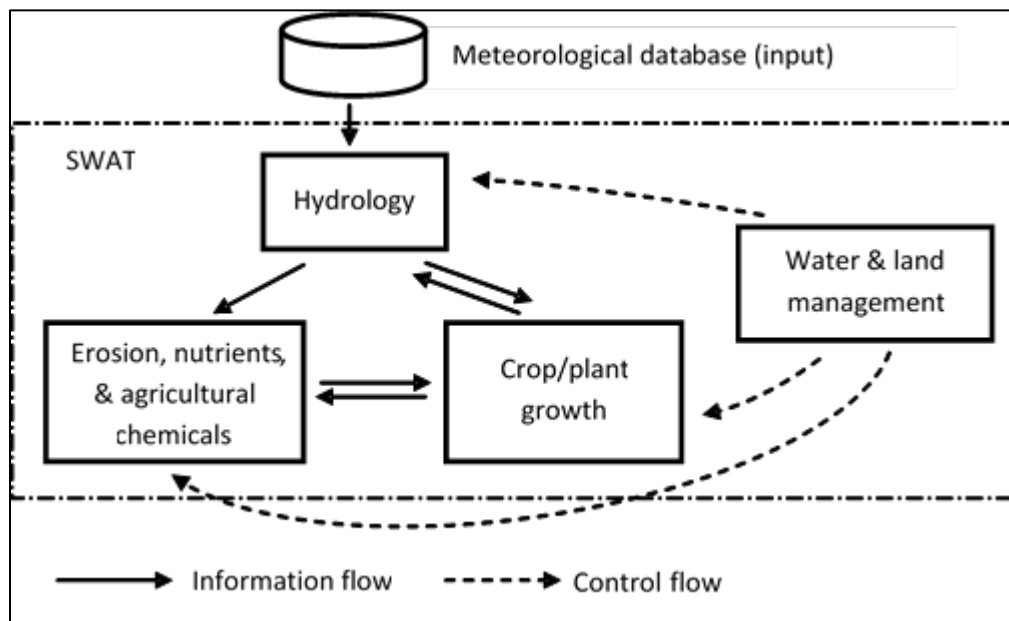 Meteorological database (input)
SWAT
Hydrology
Water & land
management
Erosion, nutrients,
& agricultural
chemicals
Crop/plant
growth
Information flow
Control flow